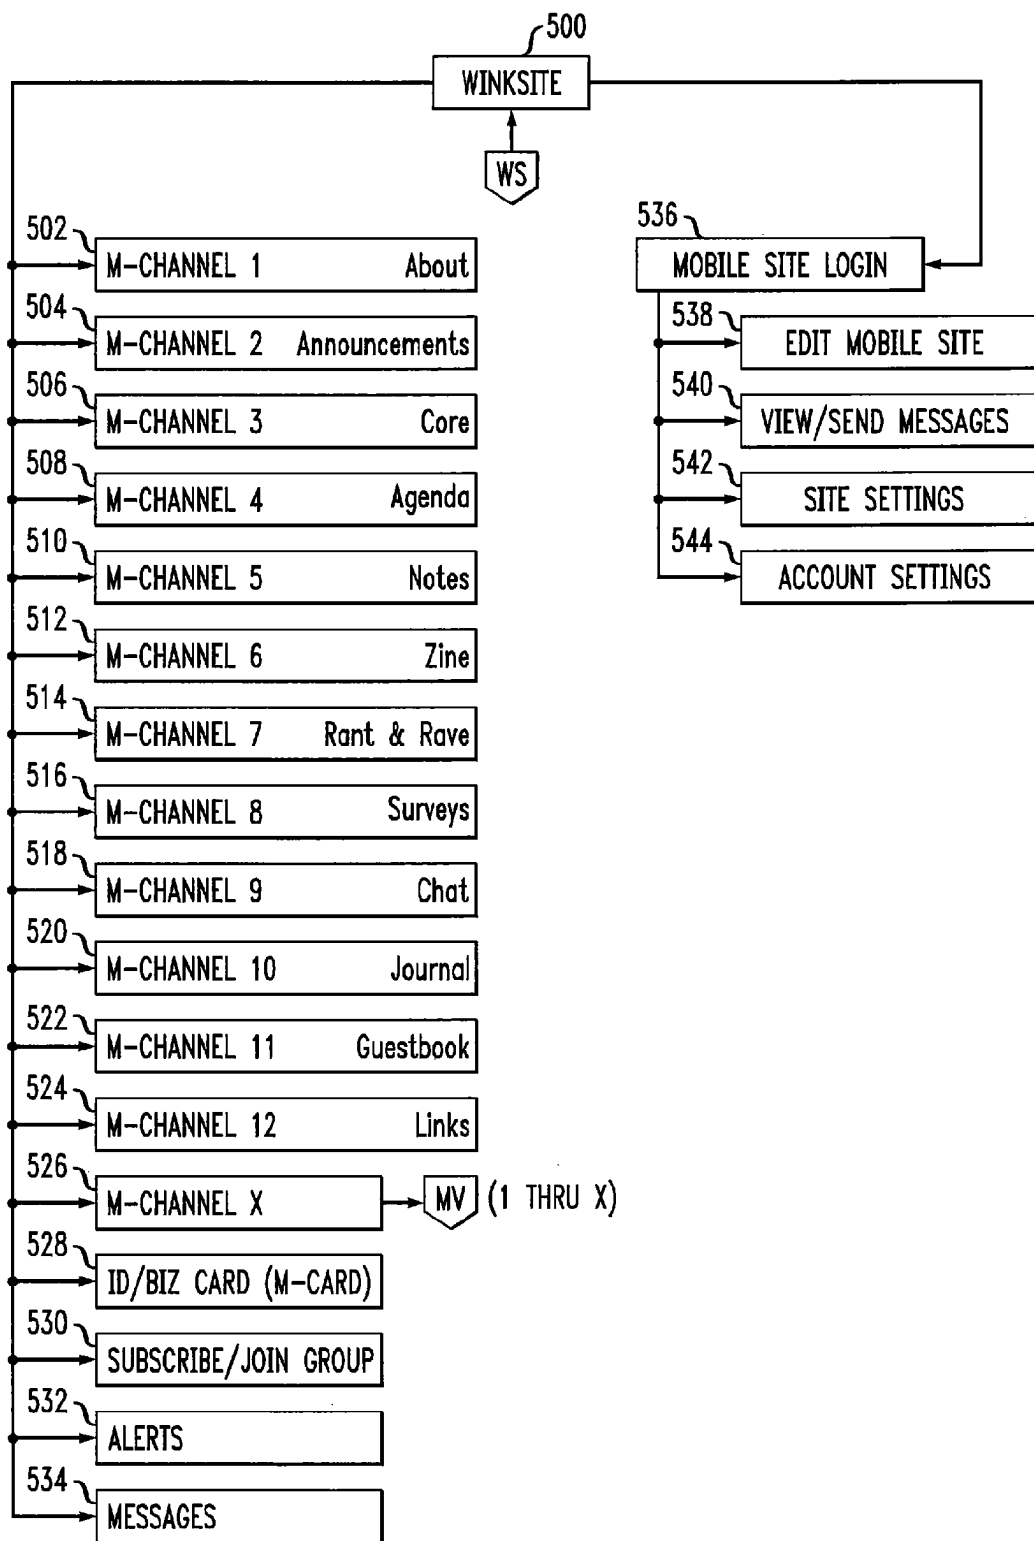 500
WINKSITE
WS
502
M-CHANNEL 1 About
504
M-CHANNEL 2 Announcements
506
M-CHANNEL 3 Core
508
M-CHANNEL 4 Agenda
510
M-CHANNEL 5 Notes
512
M-CHANNEL 6 Zine
514
M-CHANNEL 7 Rant & Rave
516
M-CHANNEL 8 Surveys
518
M-CHANNEL 9 Chat
520
M-CHANNEL 10 Journal
522
M-CHANNEL 11 Guestbook
524
M-CHANNEL 12 Links
526
M-CHANNEL X MV (1 THRU X)
528
ID/BIZ CARD (M-CARD)
530
SUBSCRIBE/JOIN GROUP
532
ALERTS
534
MESSAGES
536
MOBILE SITE LOGIN
538
EDIT MOBILE SITE
540
VIEW/SEND MESSAGES
542
SITE SETTINGS
544
ACCOUNT SETTINGS